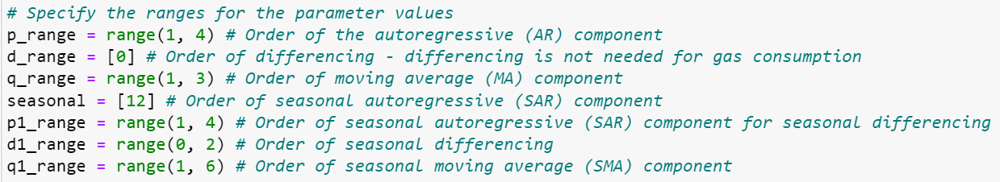 # Specify the ranges for the parameter values
p_range = range(1, 4) # Order of the autoregressive (AR) component
d_range = [0] # Order of differencing - differencing is not needed for gas consumption
q_range = range(1, 3) # Order of moving average (MA) component
seasonal = [12] # Order of seasonal autoregressive (SAR) component
p1_range = range(1, 4) # Order of seasonal autoregressive (SAR) component for seasonal differencing
d1_range = range(0, 2) # Order of seasonal differencing
q1_range = range(1, 6) # Order of seasonal moving average (SMA) component